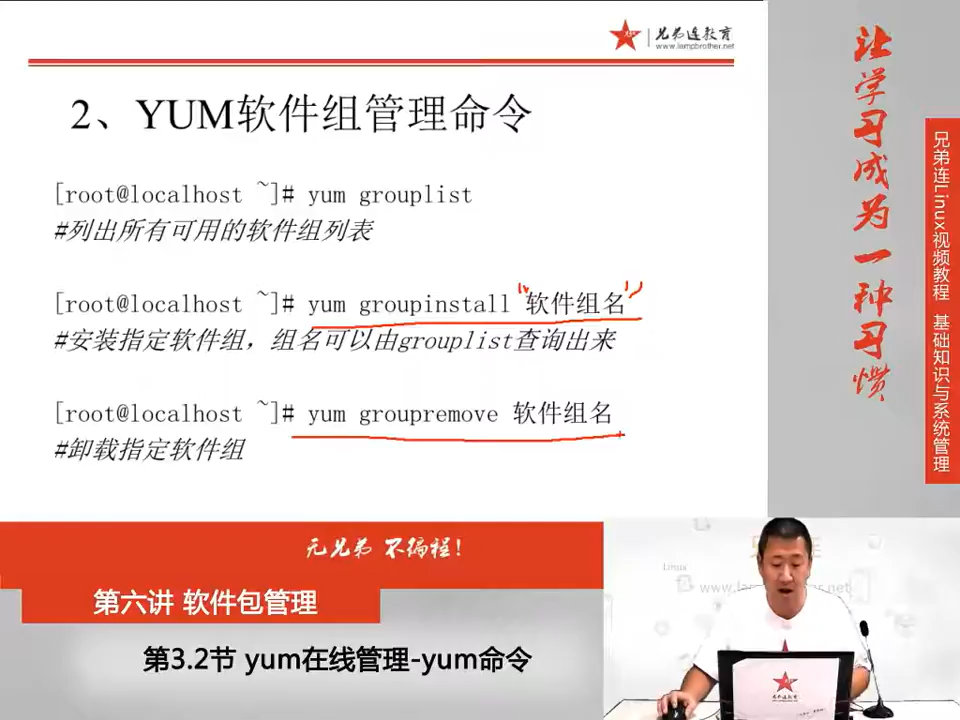 兄弟连教育
www.lampbrother.net
2、YUM软件组管理命令
[root@localhost ~]# yum grouplist
#列出所有可用的软件组列表
[root@localhost ~]# yum groupinstall "软件组名"
#安装指定软件组，组名可以由grouplist查询出来
[root@localhost ~]# yum groupremove 软件组名
#卸载指定软件组
让学习成为一种习惯
兄弟连Linux视频教程 基础知识与系统管理
无兄弟 不编程!
第六讲 软件包管理
第3.2节 yum在线管理-yum命令
Linux